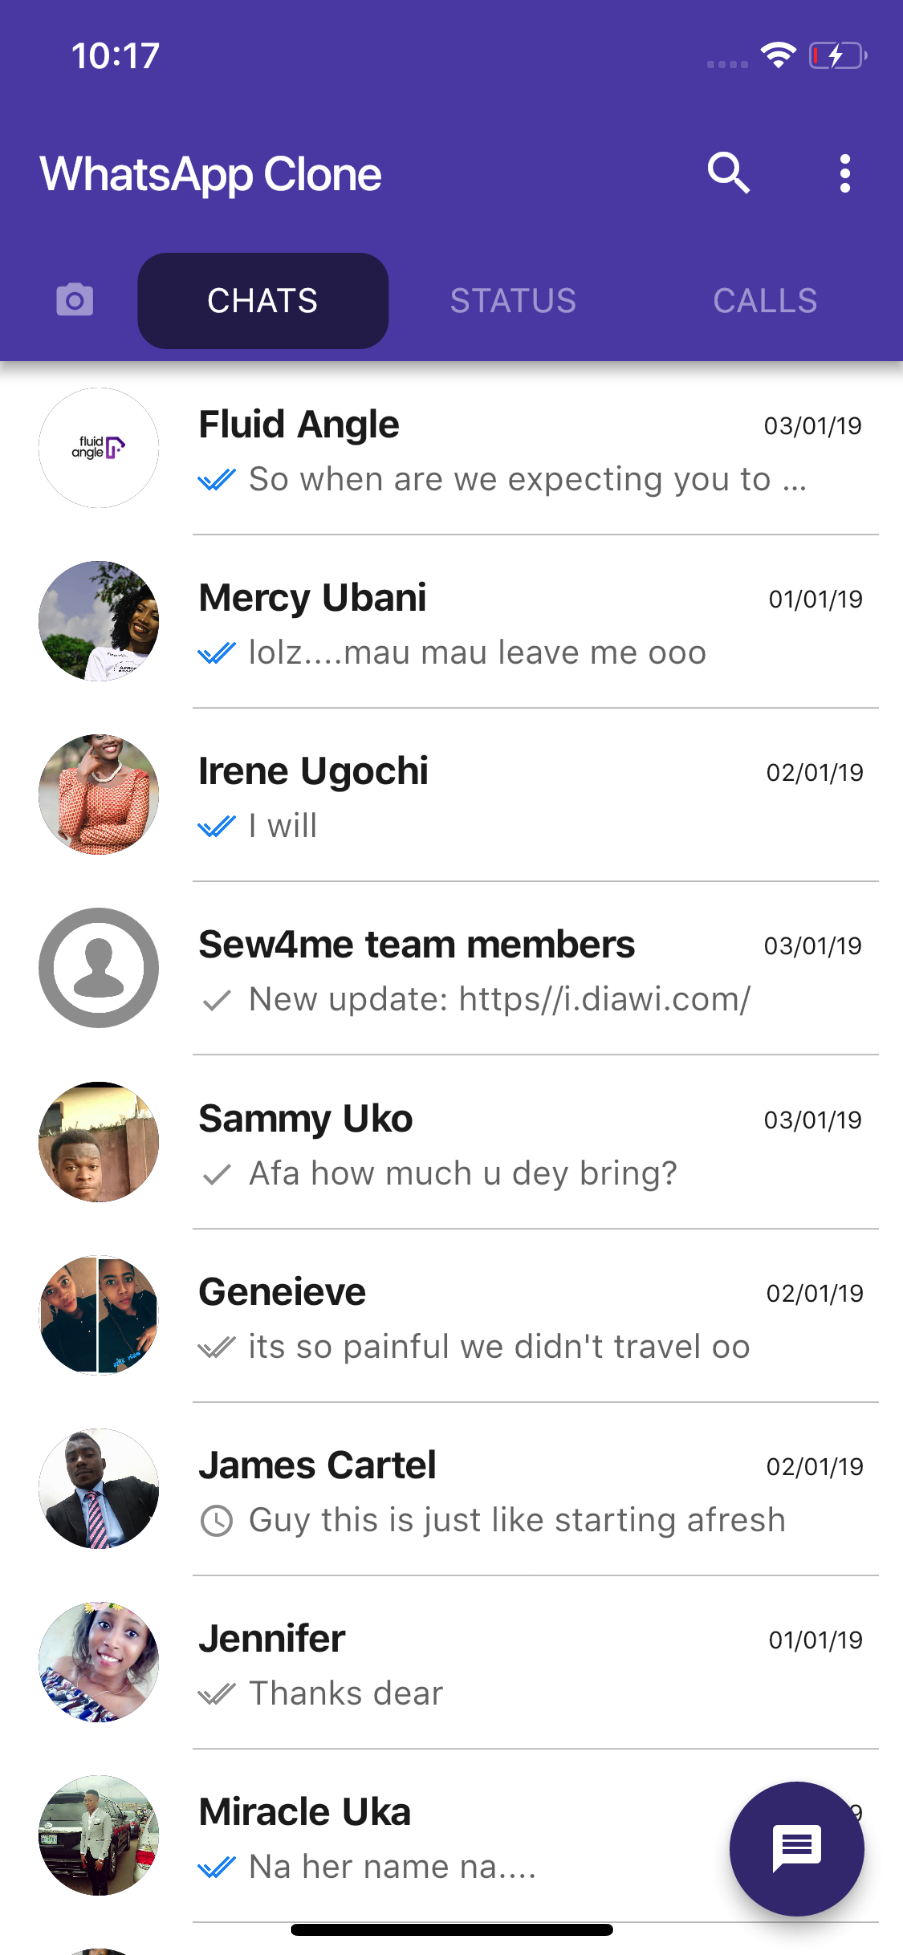 10:17
WhatsApp Clone
CHATS STATUS CALLS
fluid
angle
Fluid Angle 03/01/19
So when are we expecting you to ...
Mercy Ubani 01/01/19
lolz....mau mau leave me ooo
Irene Ugochi 02/01/19
I will
Sew4me team members 03/01/19
New update: https//i.diawi.com/
Sammy Uko 03/01/19
Afa how much u dey bring?
Geneieve 02/01/19
its so painful we didn't travel oo
James Cartel 02/01/19
Guy this is just like starting afresh
Jennifer 01/01/19
Thanks dear
Miracle Uka 9
Na her name na....